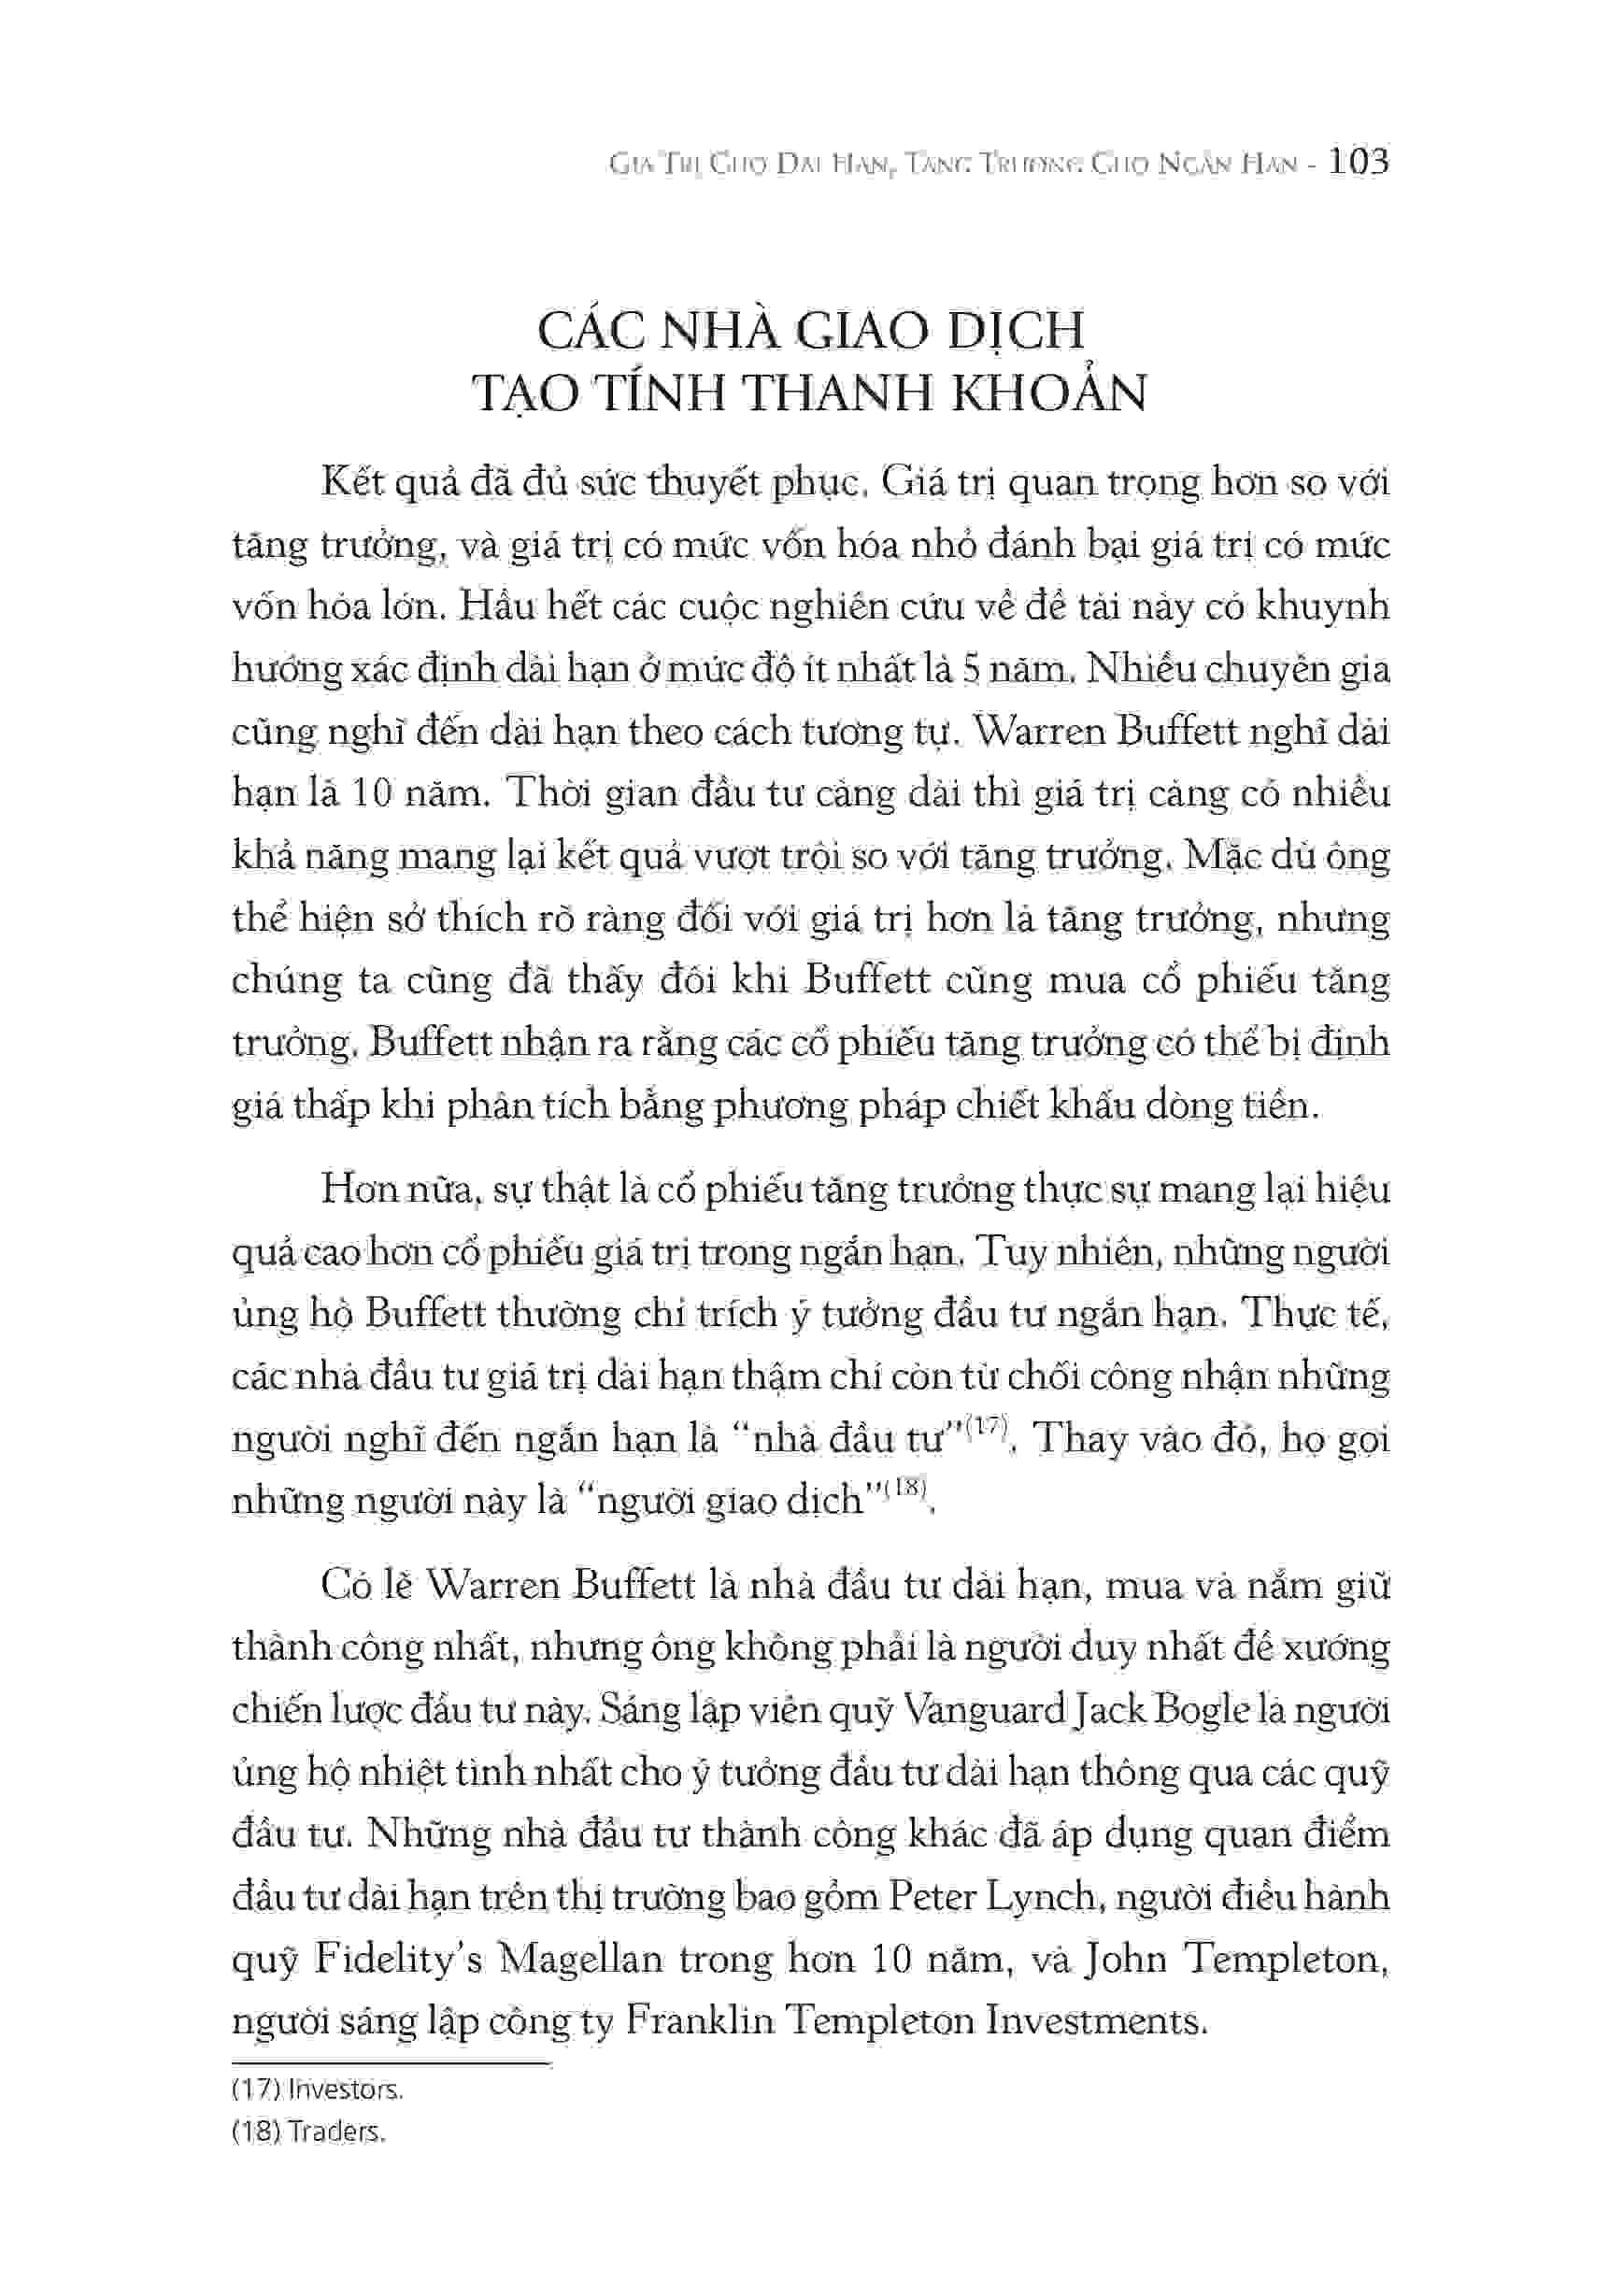 Giá Trị Cho Dài Hạn, Tăng Trưởng Cho Ngắn Hạn - 103
CÁC NHÀ GIAO DỊCH
TẠO TÍNH THANH KHOẢN
Kết quả đã đủ sức thuyết phục. Giá trị quan trọng hơn so với
tăng trưởng, và giá trị có mức vốn hóa nhỏ đánh bại giá trị có mức
vốn hóa lớn. Hầu hết các cuộc nghiên cứu về đề tài này có khuynh
hướng xác định dài hạn ở mức độ ít nhất là 5 năm. Nhiều chuyên gia
cũng nghĩ đến dài hạn theo cách tương tự. Warren Buffett nghĩ dài
hạn là 10 năm. Thời gian đầu tư càng dài thì giá trị càng có nhiều
khả năng mang lại kết quả vượt trội so với tăng trưởng. Mặc dù ông
thể hiện sở thích rõ ràng đối với giá trị hơn là tăng trưởng, nhưng
chúng ta cũng đã thấy đôi khi Buffett cũng mua cổ phiếu tăng
trưởng. Buffett nhận ra rằng các cổ phiếu tăng trưởng có thể bị định
giá thấp khi phân tích bằng phương pháp chiết khấu dòng tiền.
Hơn nữa, sự thật là cổ phiếu tăng trưởng thực sự mang lại hiệu
quả cao hơn cổ phiếu giá trị trong ngắn hạn. Tuy nhiên, những người
ủng hộ Buffett thường chỉ trích ý tưởng đầu tư ngắn hạn. Thực tế,
các nhà đầu tư giá trị dài hạn thậm chí còn từ chối công nhận những
người nghĩ đến ngắn hạn là “nhà đầu tư”(17). Thay vào đó, họ gọi
những người này là “người giao dịch”(18).
Có lẽ Warren Buffett là nhà đầu tư dài hạn, mua và nắm giữ
thành công nhất, nhưng ông không phải là người duy nhất đề xướng
chiến lược đầu tư này. Sáng lập viên quỹ Vanguard Jack Bogle là người
ủng hộ nhiệt tình nhất cho ý tưởng đầu tư dài hạn thông qua các quỹ
đầu tư. Những nhà đầu tư thành công khác đã áp dụng quan điểm
đầu tư dài hạn trên thị trường bao gồm Peter Lynch, người điều hành
quỹ Fidelity’s Magellan trong hơn 10 năm, và John Templeton,
người sáng lập công ty Franklin Templeton Investments.
(17) Investors.
(18) Traders.